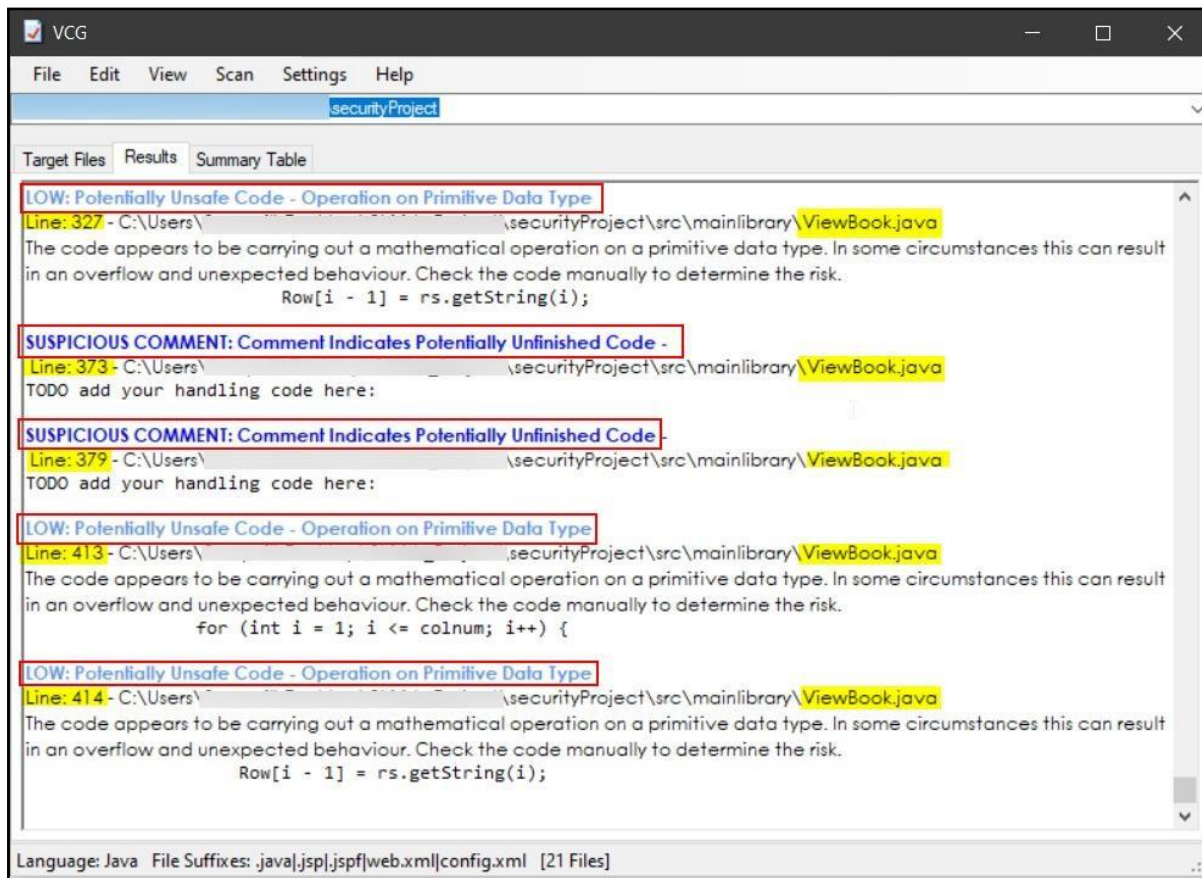 VCG
File Edit View Scan Settings Help
\securityProject
Target Files Results Summary Table
LOW: Potentially Unsafe Code - Operation on Primitive Data Type
Line: 327 - C:\Users\ \securityProject\src\mainlibrary\ViewBook.java
The code appears to be carrying out a mathematical operation on a primitive data type. In some circumstances this can result
in an overflow and unexpected behaviour. Check the code manually to determine the risk.
Row[i - 1] = rs.getString(i);
SUSPICIOUS COMMENT: Comment Indicates Potentially Unfinished Code -
Line: 373 - C:\Users\ \securityProject\src\mainlibrary\ViewBook.java
TODO add your handling code here:
SUSPICIOUS COMMENT: Comment Indicates Potentially Unfinished Code -
Line: 379 - C:\Users\ \securityProject\src\mainlibrary\ViewBook.java
TODO add your handling code here:
LOW: Potentially Unsafe Code - Operation on Primitive Data Type
Line: 413 - C:\Users\ \securityProject\src\mainlibrary\ViewBook.java
The code appears to be carrying out a mathematical operation on a primitive data type. In some circumstances this can result
in an overflow and unexpected behaviour. Check the code manually to determine the risk.
for (int i = 1; i <= colnum; i++) {
LOW: Potentially Unsafe Code - Operation on Primitive Data Type
Line: 414 - C:\Users\ \securityProject\src\mainlibrary\ViewBook.java
The code appears to be carrying out a mathematical operation on a primitive data type. In some circumstances this can result
in an overflow and unexpected behaviour. Check the code manually to determine the risk.
Row[i - 1] = rs.getString(i);
Language: Java File Suffixes: .java|.jsp|.jspf|web.xml|config.xml [21 Files]